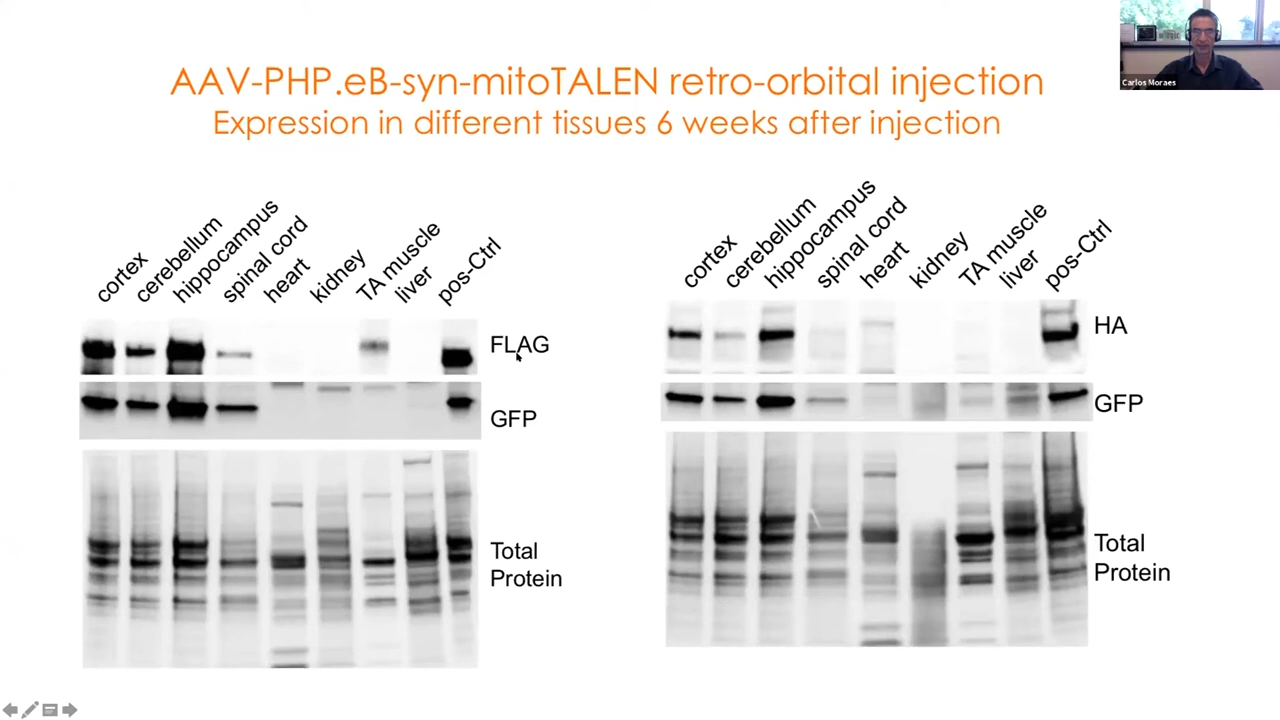 AAV-PHP.eB-syn-mitoTALEN retro-orbital injection
Expression in different tissues 6 weeks after injection
Carlos Moraes
cortex
cerebellum
hippocampus
spinal cord
heart
kidney
TA muscle
liver
pos-Ctrl
FLAG
GFP
Total
Protein
cortex
cerebellum
hippocampus
spinal cord
heart
kidney
TA muscle
liver
pos-Ctrl
HA
GFP
Total
Protein